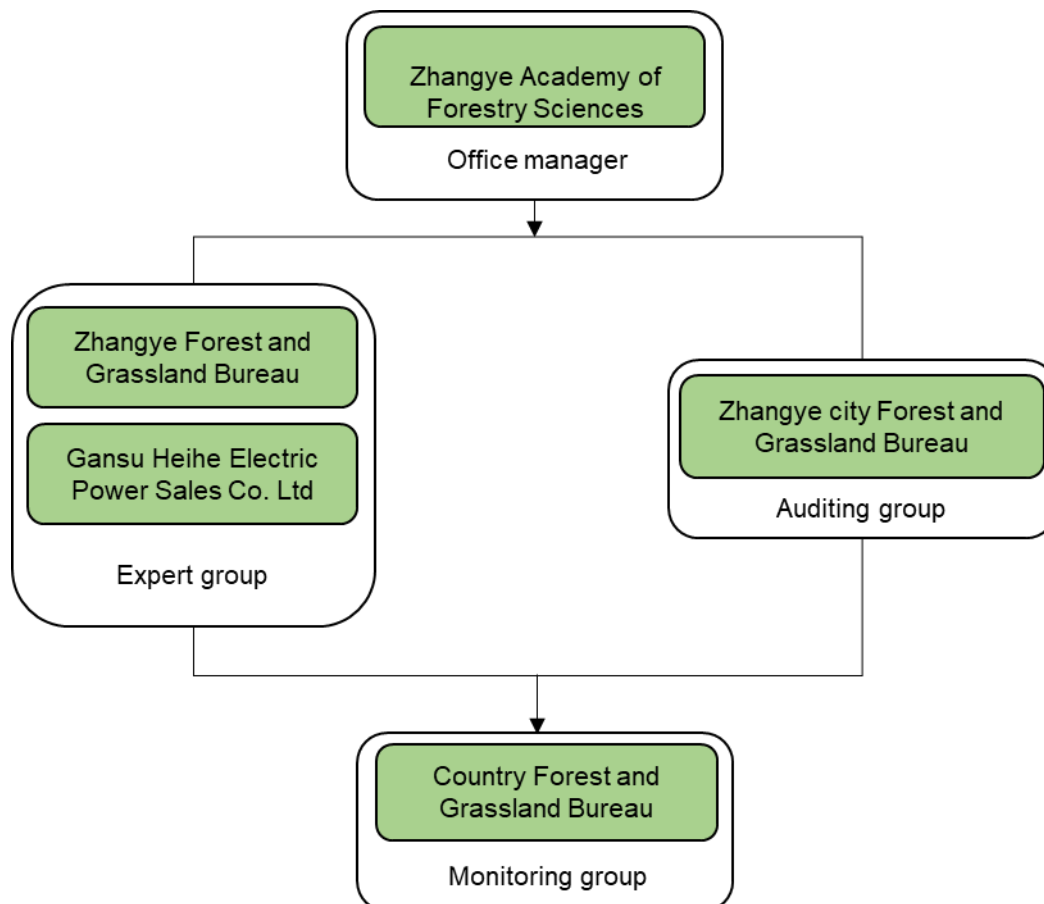 Zhangye Academy of
Forestry Sciences
Office manager
Zhangye Forest and
Grassland Bureau
Gansu Heihe Electric
Power Sales Co. Ltd
Expert group
Zhangye city Forest and
Grassland Bureau
Auditing group
Country Forest and
Grassland Bureau
Monitoring group